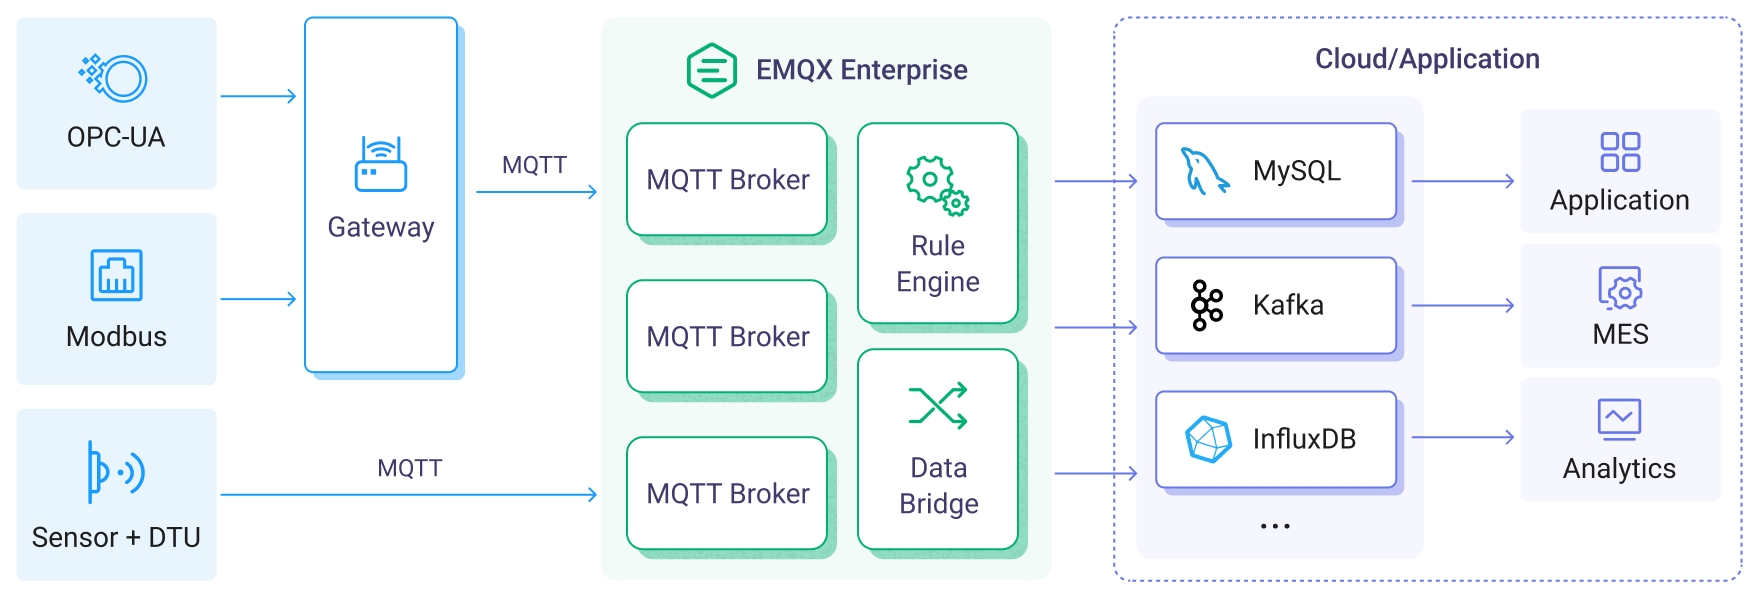 OPC-UA
Modbus
Sensor + DTU
Gateway
MQTT
MQTT
EMQX Enterprise
MQTT Broker
MQTT Broker
MQTT Broker
Rule
Engine
Data
Bridge
Cloud/Application
MySQL
Kafka
InfluxDB
...
Application
MES
Analytics